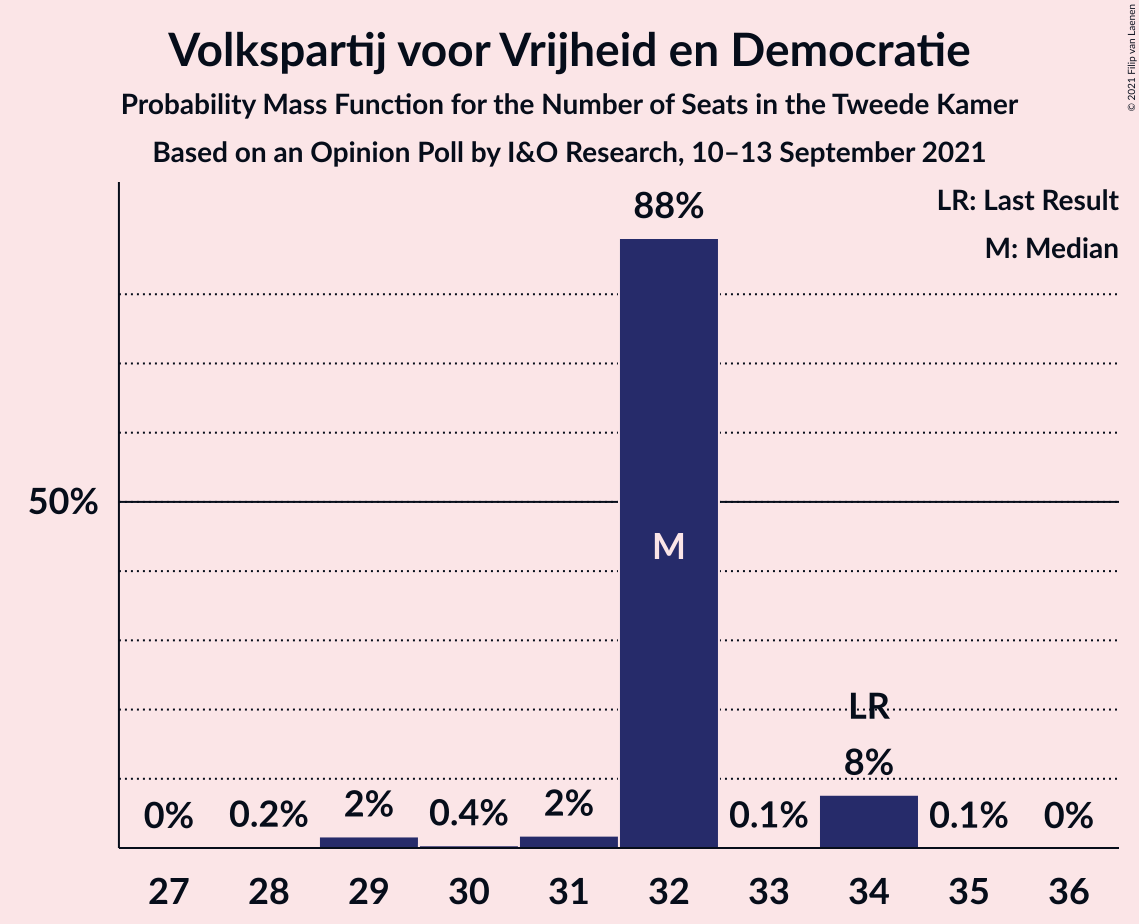 Volkspartij voor Vrijheid en Democratie
Probability Mass Function for the Number of Seats in the Tweede Kamer
Based on an Opinion Poll by I&O Research, 10–13 September 2021
© 2021 Filip van Laenen
LR: Last Result
M: Median
88%
50%
M
LR
8%
0% 0.2% 2% 0.4% 2% 0.1% 0.1% 0%
27 28 29 30 31 32 33 34 35 36